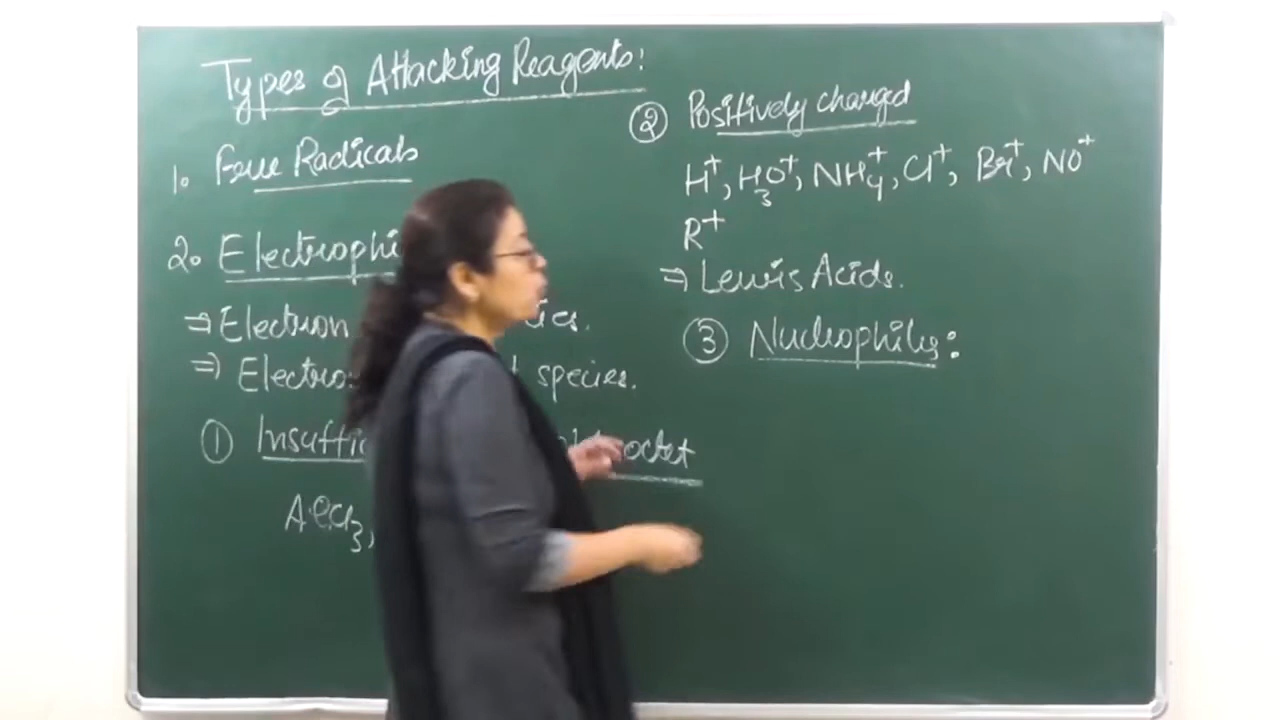 Types of Attacking Reagents:
1. Free Radicals
2. Electrophi
⇒ Electron
⇒ Electro species.
① Insuffic octet
AlCl3,
② Positively charged
H+, H3O+, NH4+, Cl+, Br+, NO+
R+
⇒ Lewis Acids.
③ Nucleophiles: